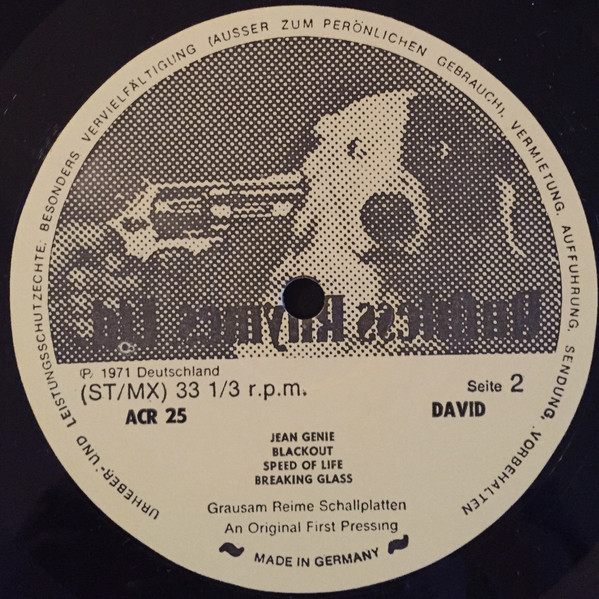 URHEBER- UND LEISTUNGSSCHUTZECHTE: BESONDERS VERVIELFÄLTIGUNG (AUSSER ZUM PERÖNLICHEN GEBRAUCH), VERMIETUNG, AUFFUHRUNG, SENDUNG, VORBEHALTEN
Ruthless Rhymes Ltd.
(P. 1971 Deutschland
(ST/MX) 33 1/3 r.p.m.
Seite 2
ACR 25
DAVID
JEAN GENIE
BLACKOUT
SPEED OF LIFE
BREAKING GLASS
Grausam Reime Schallplatten
An Original First Pressing
MADE IN GERMANY